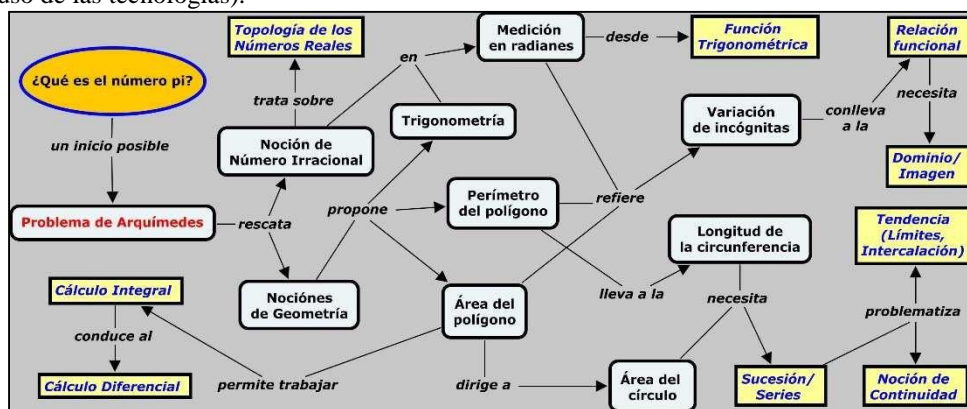 uso de las tecnologías).
¿Qué es el número pi?
un inicio posible
Problema de Arquímedes
rescata
Topología de los
Números Reales
trata sobre
Noción de
Número Irracional
Nociónes
de Geometría
propone
en
Medición
en radianes
desde
Función
Trigonométrica
Trigonometría
Perímetro
del polígono
Área del
polígono
refiere
Variación
de incógnitas
conlleva
a la
Relación
funcional
necesita
Dominio/
Imagen
lleva a la
Longitud de
la circunferencia
necesita
dirige a
Área del
círculo
Sucesión/
Series
problematiza
Tendencia
(Límites,
Intercalación)
Noción de
Continuidad
permite trabajar
Cálculo Integral
conduce al
Cálculo Diferencial